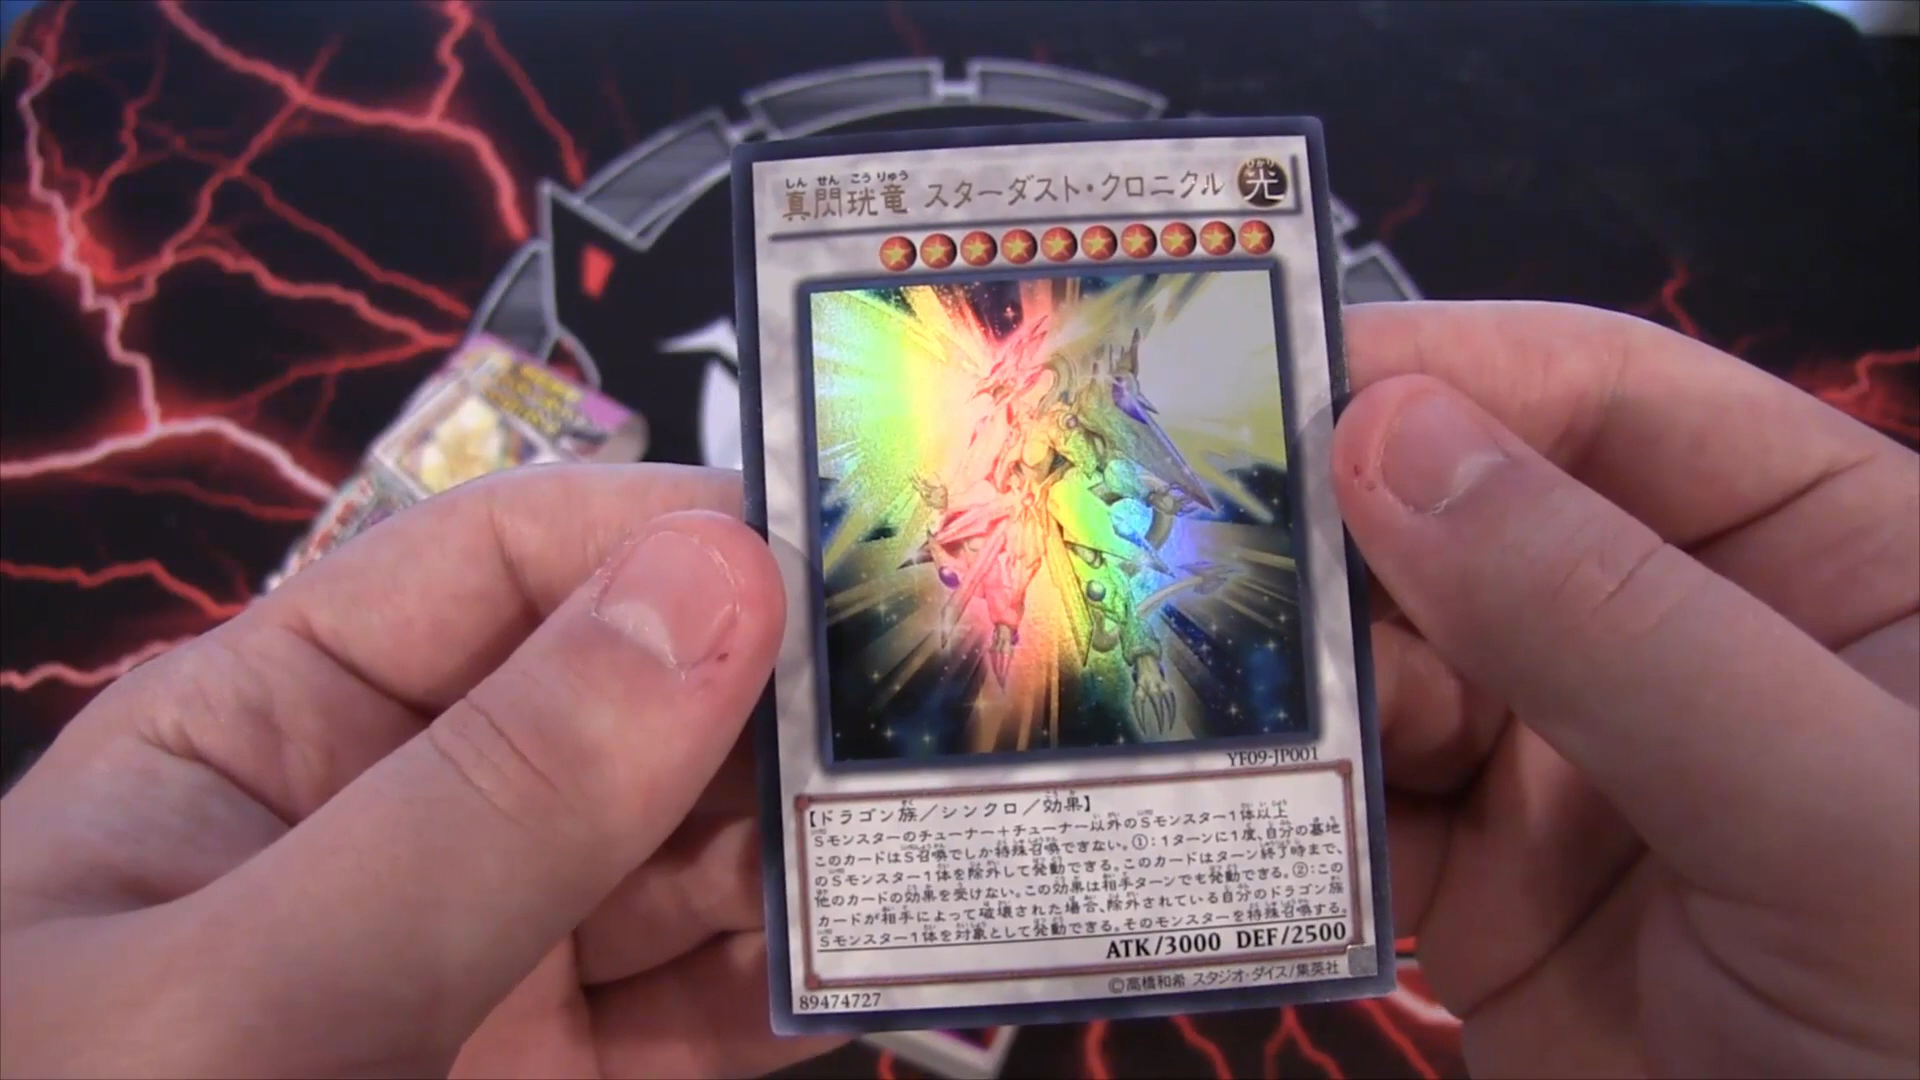 真閃珖竜 スターダスト・クロニクル
しん せん こう りゅう
光
ひかり
YF09-JP001
【ドラゴン族／シンクロ／効果】
Sモンスターのチューナー＋チューナー以外のSモンスター1体以上
このカードはS召喚でしか特殊召喚できない。①：1ターンに1度、自分の墓地
のSモンスター1体を除外して発動できる。このカードはターン終了時まで、
他のカードの効果を受けない。この効果は相手ターンでも発動できる。②：この
カードが相手によって破壊された場合、除外されている自分のドラゴン族
Sモンスター1体を対象として発動できる。そのモンスターを特殊召喚する。
ATK/3000 DEF/2500
89474727
©高橋和希 スタジオ・ダイス/集英社